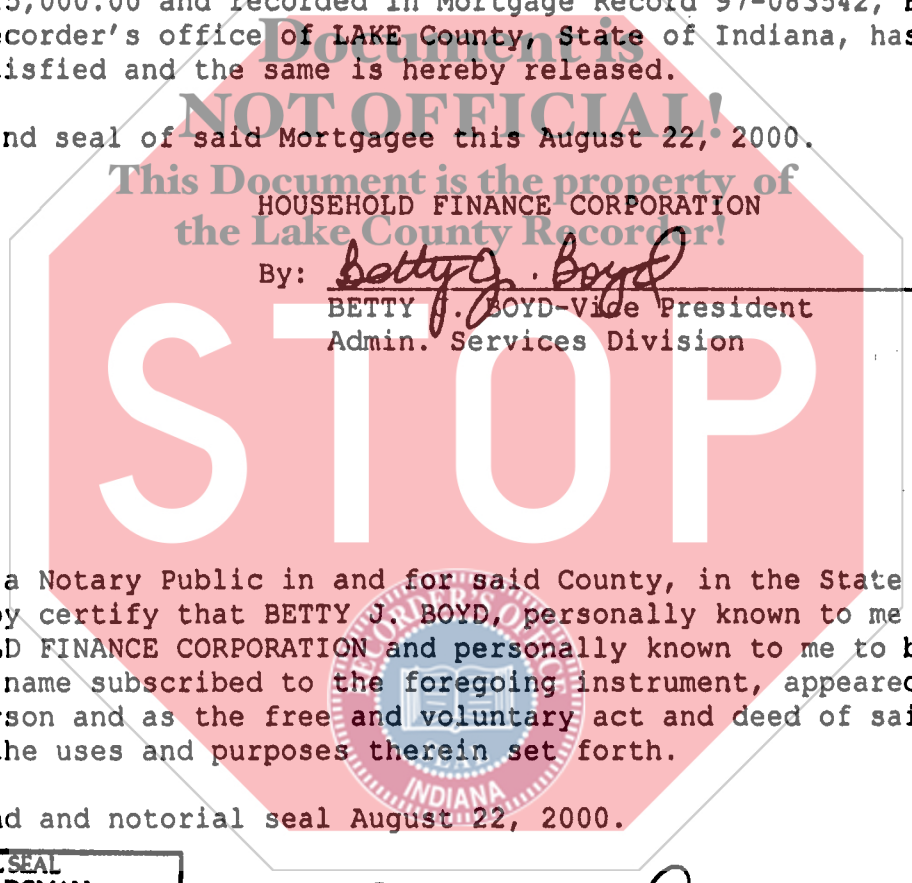 5,000.00 and recorded in Mortgage Record 97-083542,
ecorder's office of LAKE County, State of Indiana, has
Document is
isfied and the same is hereby released.
NOT OFFICIAL!
nd seal of said Mortgagee this August 22, 2000.
This Document is the property of
HOUSEHOLD FINANCE CORPORATION
the Lake County Recorder!
By: Betty J. Boyd
BETTY J. BOYD-Vice President
Admin. Services Division
STOP
a Notary Public in and for said County, in the State
y certify that BETTY J. BOYD, personally known to me
D FINANCE CORPORATION and personally known to me to b
name subscribed to the foregoing instrument, appeared
rson and as the free and voluntary act and deed of sai
he uses and purposes therein set forth.
RECORDER'S OFFICE
SEAL
INDIANA
d and notorial seal August 22, 2000.
SEAL